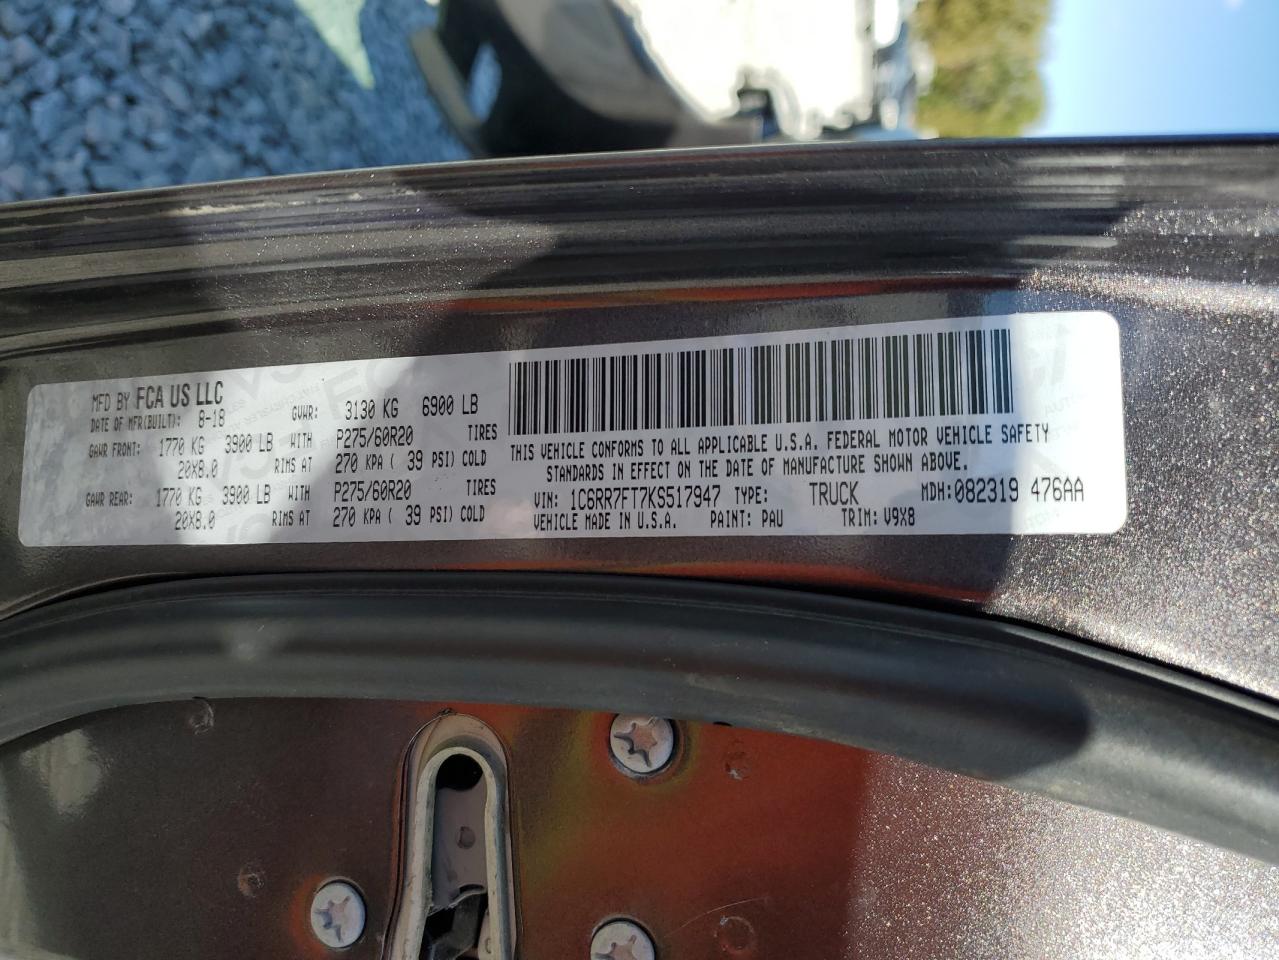 MFD BY FCA US LLC
DATE OF MFR(BUILT): 8-18 GVWR: 3130 KG 6900 LB
GAWR FRONT: 1770 KG 3900 LB WITH P275/60R20 TIRES
20X8.0 RIMS AT 270 KPA ( 39 PSI) COLD
GAWR REAR: 1770 KG 3900 LB WITH P275/60R20 TIRES
20X8.0 RIMS AT 270 KPA ( 39 PSI) COLD
THIS VEHICLE CONFORMS TO ALL APPLICABLE U.S.A. FEDERAL MOTOR VEHICLE SAFETY
STANDARDS IN EFFECT ON THE DATE OF MANUFACTURE SHOWN ABOVE.
VIN: 1C6RR7FT7KS517947 TYPE: TRUCK MDH:082319 476AA
VEHICLE MADE IN U.S.A. PAINT: PAU TRIM: V9X8